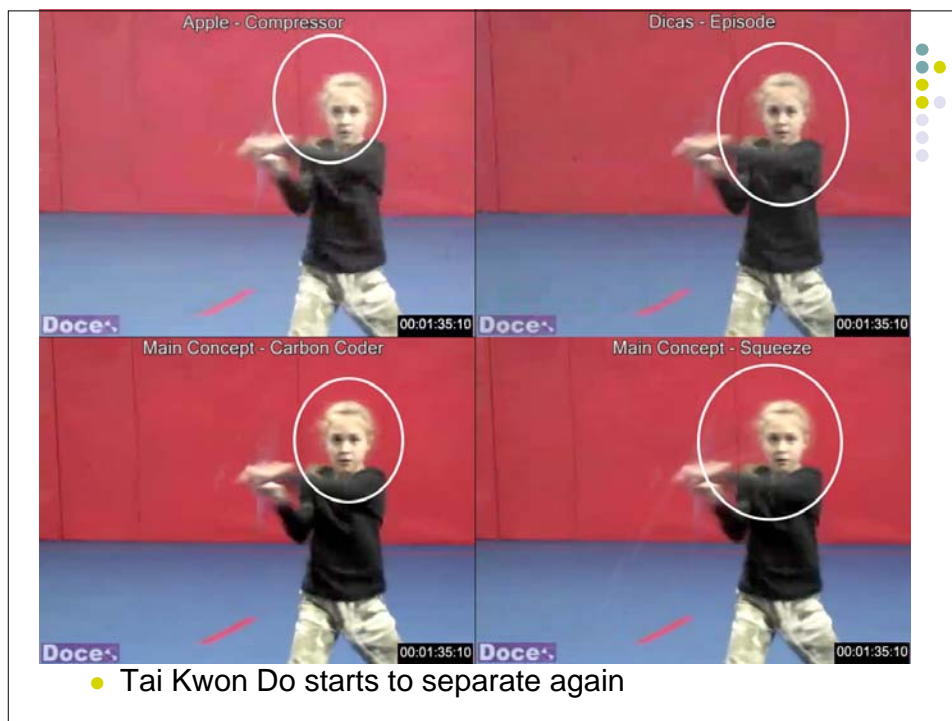 Apple - Compressor
Dicas - Episode
Doce
00:01:35:10
Doce
00:01:35:10
Main Concept - Carbon Coder
Main Concept - Squeeze
Doce
00:01:35:10
Doce
00:01:35:10
Tai Kwon Do starts to separate again